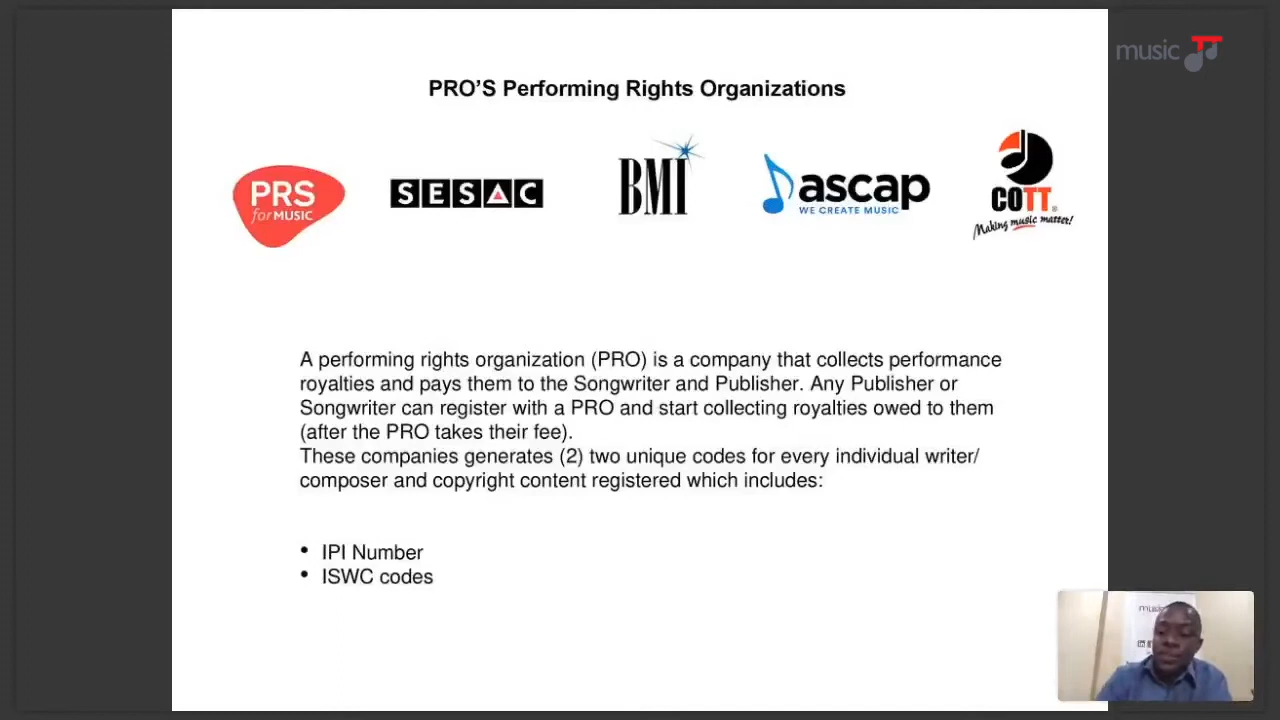 music TT
PRO'S Performing Rights Organizations
PRS
for MUSIC
SESAC
BMI
ascap
WE CREATE MUSIC
COTT
Making music matter!
A performing rights organization (PRO) is a company that collects performance
royalties and pays them to the Songwriter and Publisher. Any Publisher or
Songwriter can register with a PRO and start collecting royalties owed to them
(after the PRO takes their fee).
These companies generates (2) two unique codes for every individual writer/
composer and copyright content registered which includes:
• IPI Number
• ISWC codes